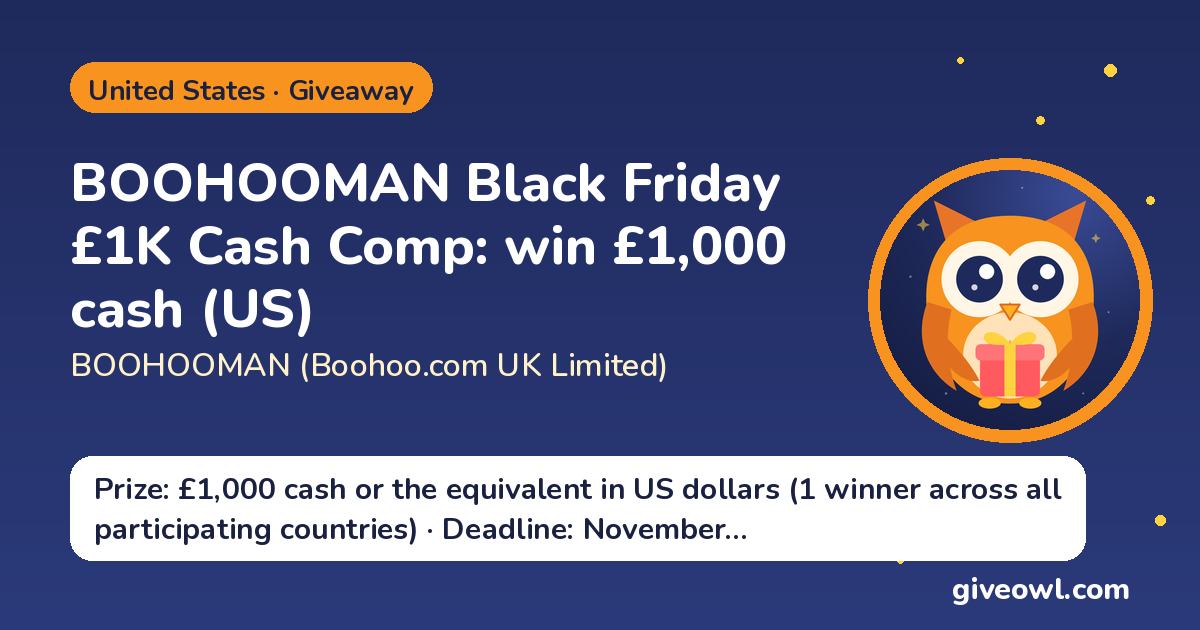 United States · Giveaway
BOOHOOMAN Black Friday
£1K Cash Comp: win £1,000
cash (US)
BOOHOOMAN (Boohoo.com UK Limited)
Prize: £1,000 cash or the equivalent in US dollars (1 winner across all
participating countries) · Deadline: November...
giveowl.com